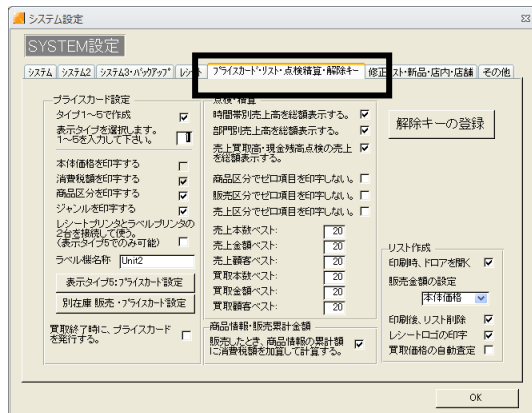 システム設定
SYSTEM設定
システム
システム2
システム3・バックアップ
レシート
プライスカード・リスト・点検精算・解除キー
修正
スト・新品・店内・店舗
その他
プライスカード設定
タイプ1～5で作成
表示タイプを選択します。
1～5を入力して下さい。
本体価格を印字する
消費税額を印字する
商品区分を印字する
ジャンルを印字する
レシートプリンタとラベルプリンタの
2台を接続して使う。
(表示タイプ5でのみ可能)
ラベル機名称 Unit2
表示タイプ5:プライスカード設定
別在庫 販売・プライスカード設定
買取終了時に、プライスカード
を発行する。
点検・精算
時間帯別売上高を総額表示する。
部門別売上高を総額表示する。
売上買取高・現金残高点検の売上
を総額表示する。
商品区分でゼロ項目を印字しない。
販売区分でゼロ項目を印字しない。
売上区分でゼロ項目を印字しない。
売上本数ベスト: 20
売上金額ベスト: 20
売上顧客ベスト: 20
買取本数ベスト: 20
買取金額ベスト: 20
買取顧客ベスト: 20
商品情報・販売累計金額
販売したとき、商品情報の累計額
に消費税額を加算して計算する。
解除キーの登録
リスト作成
印刷時、ドロアを開く
販売金額の設定
本体価格
印刷後、リスト削除
レシートロゴの印字
買取価格の自動査定
OK